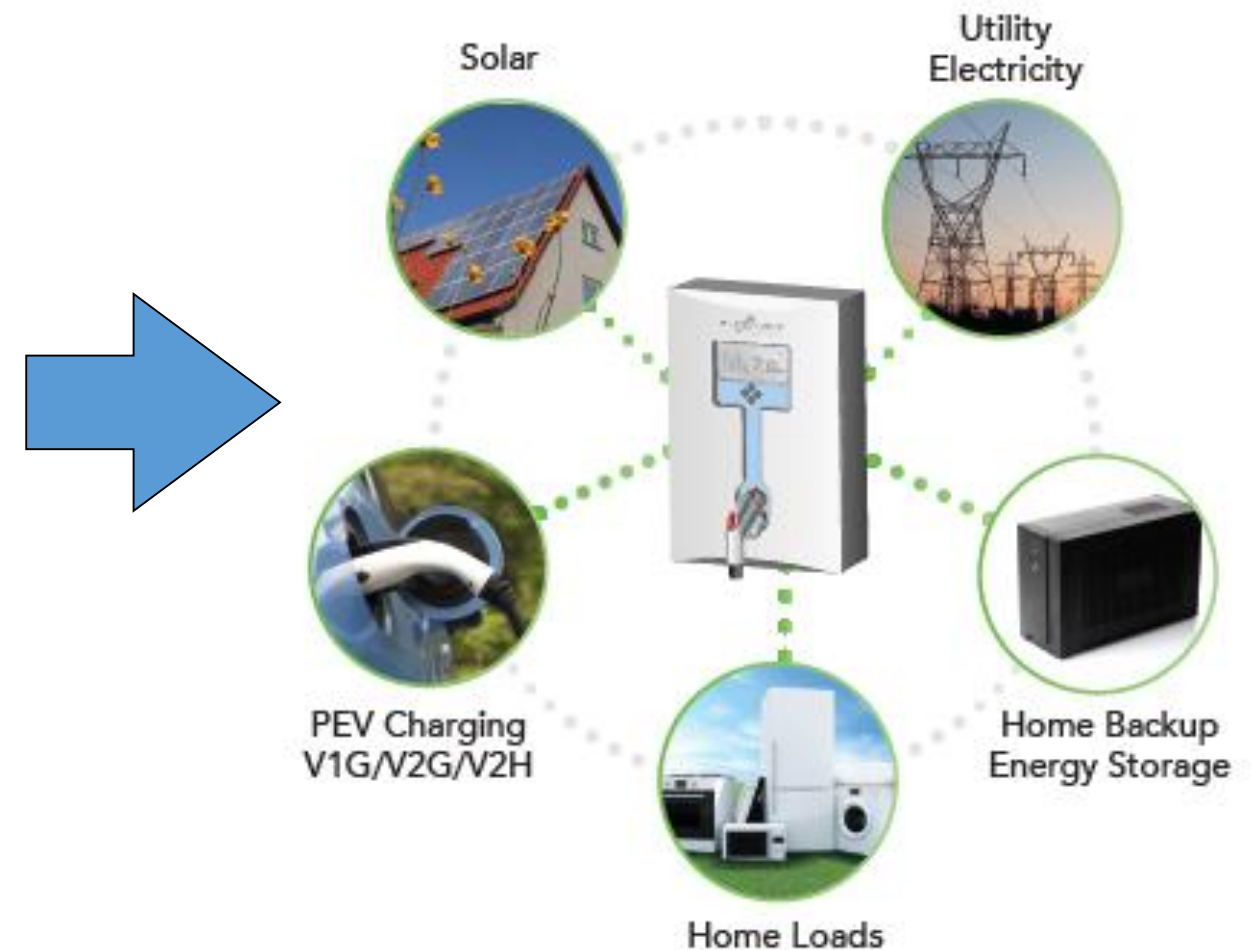 Solar
Utility
Electricity
PEV Charging
V1G/V2G/V2H
Home Backup
Energy Storage
Home Loads